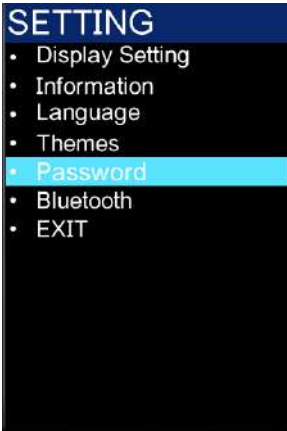 SETTING
• Display Setting
• Information
• Language
• Themes
• Password
• Bluetooth
• EXIT